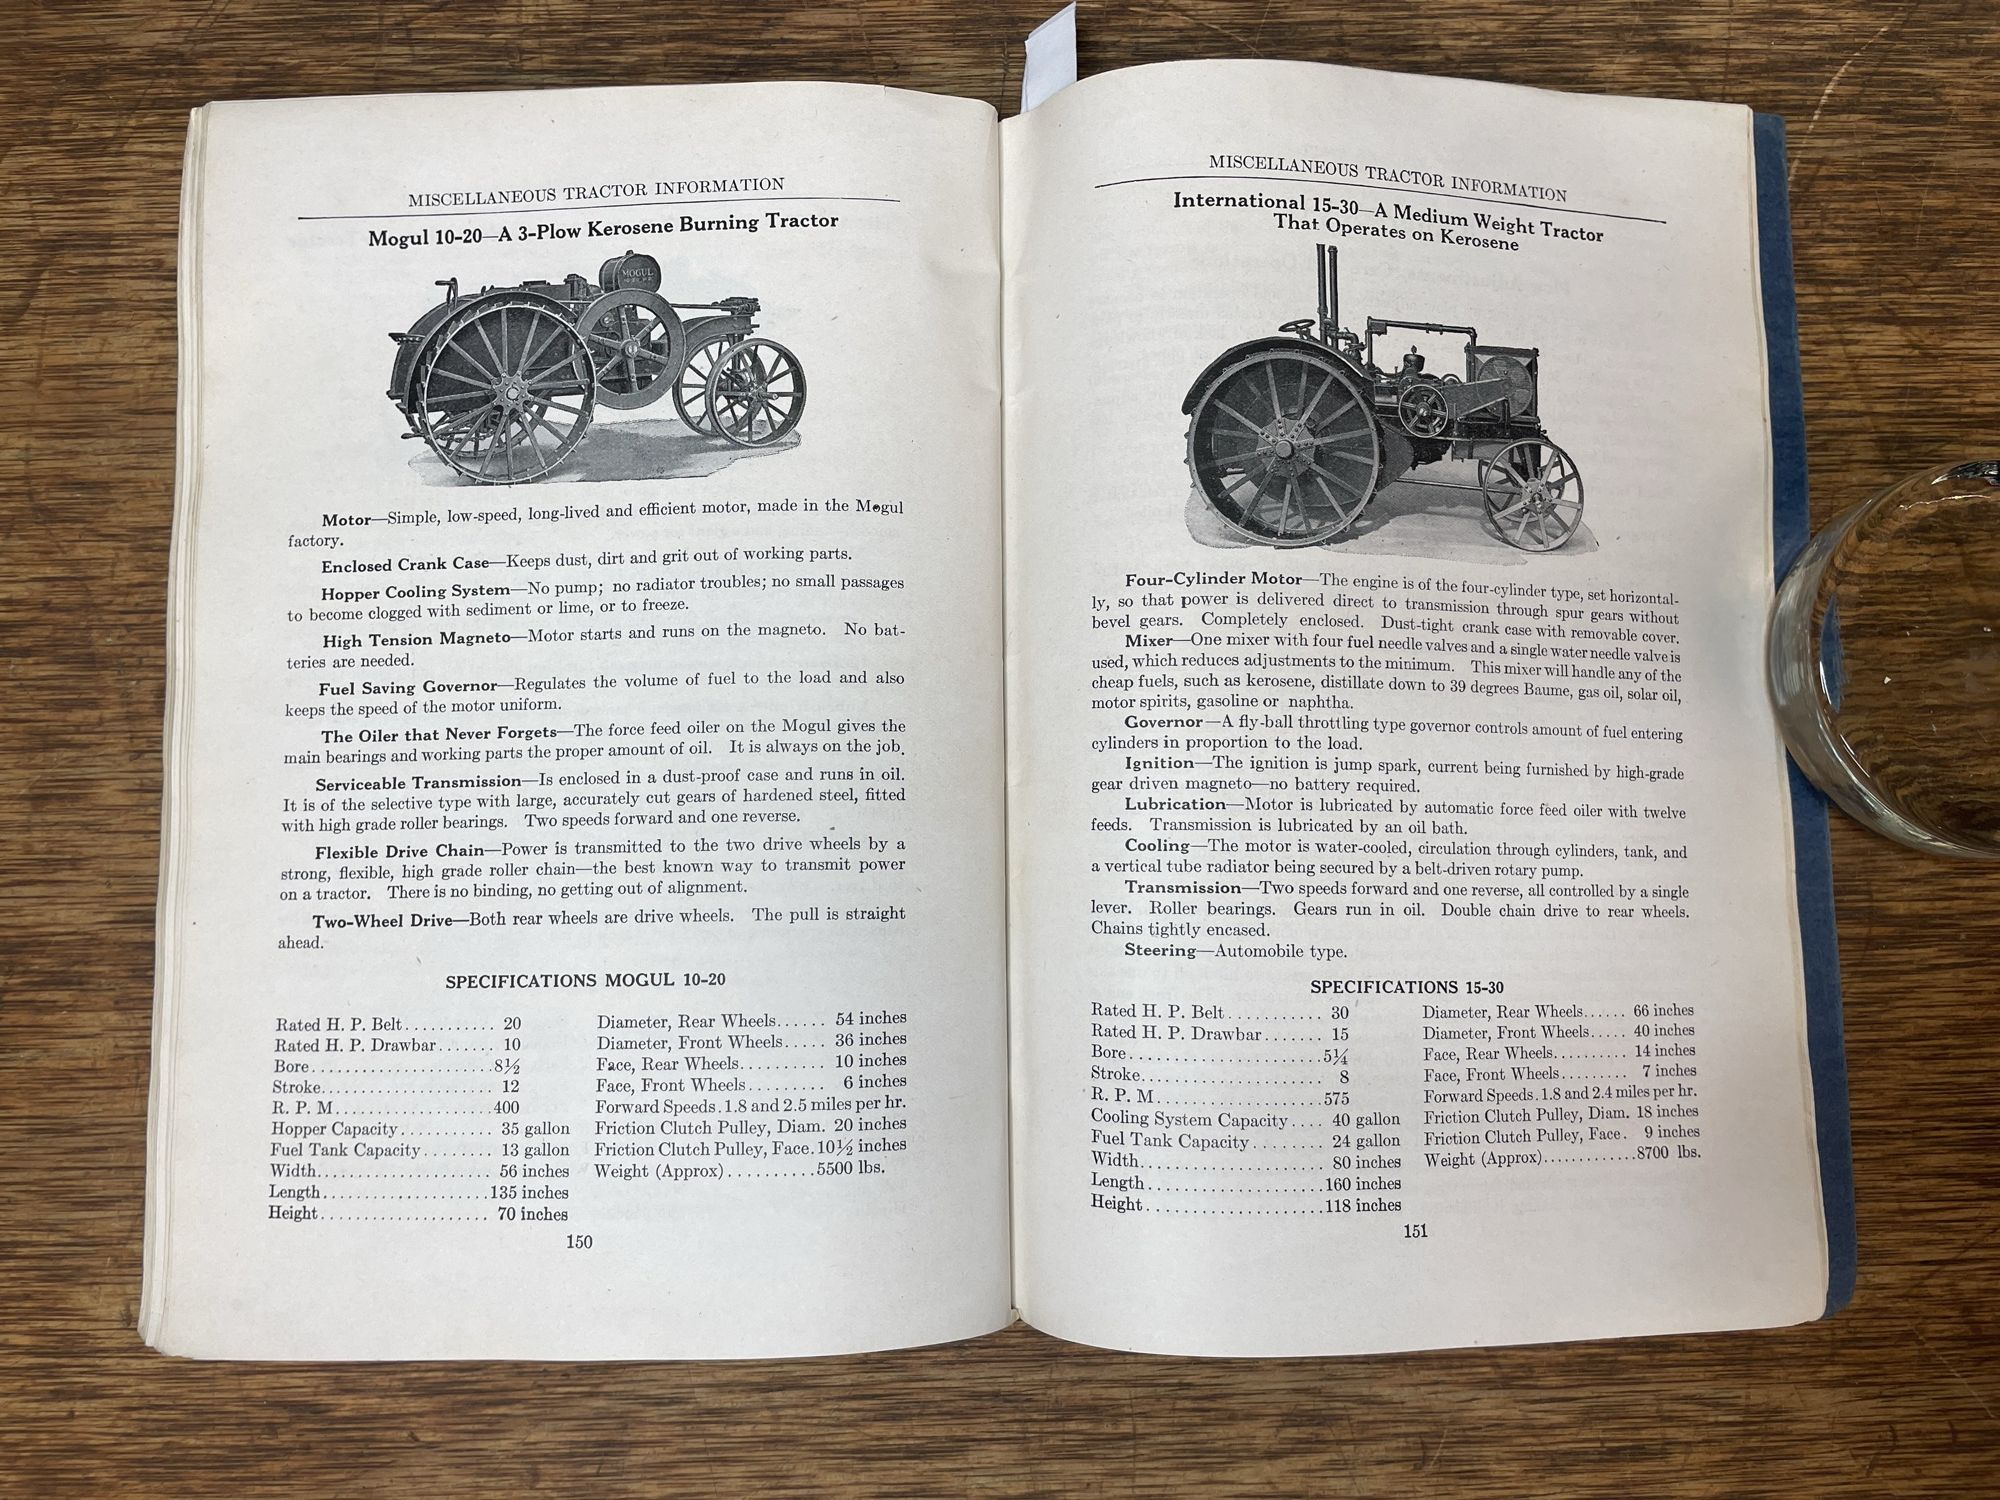 MISCELLANEOUS TRACTOR INFORMATION
Mogul 10-20—A 3-Plow Kerosene Burning Tractor
MOGUL
Motor—Simple, low-speed, long-lived and efficient motor, made in the Mogul
factory.
Enclosed Crank Case—Keeps dust, dirt and grit out of working parts.
Hopper Cooling System—No pump; no radiator troubles; no small passages
to become clogged with sediment or lime, or to freeze.
High Tension Magneto—Motor starts and runs on the magneto. No bat-
teries are needed.
Fuel Saving Governor—Regulates the volume of fuel to the load and also
keeps the speed of the motor uniform.
The Oiler that Never Forgets—The force feed oiler on the Mogul gives the
main bearings and working parts the proper amount of oil. It is always on the job.
Serviceable Transmission—Is enclosed in a dust-proof case and runs in oil.
It is of the selective type with large, accurately cut gears of hardened steel, fitted
with high grade roller bearings. Two speeds forward and one reverse.
Flexible Drive Chain—Power is transmitted to the two drive wheels by a
strong, flexible, high grade roller chain—the best known way to transmit power
on a tractor. There is no binding, no getting out of alignment.
Two-Wheel Drive—Both rear wheels are drive wheels. The pull is straight
ahead.
SPECIFICATIONS MOGUL 10-20
Rated H. P. Belt........... 20
Rated H. P. Drawbar....... 10
Bore.....................8½
Stroke.................... 12
R. P. M..................400
Hopper Capacity........... 35 gallon
Fuel Tank Capacity........ 13 gallon
Width..................... 56 inches
Length...................135 inches
Height.................... 70 inches
Diameter, Rear Wheels...... 54 inches
Diameter, Front Wheels..... 36 inches
Face, Rear Wheels.......... 10 inches
Face, Front Wheels......... 6 inches
Forward Speeds.1.8 and 2.5 miles per hr.
Friction Clutch Pulley, Diam. 20 inches
Friction Clutch Pulley, Face.10½ inches
Weight (Approx)..........5500 lbs.
150
MISCELLANEOUS TRACTOR INFORMATION
International 15-30—A Medium Weight Tractor
That Operates on Kerosene
Four-Cylinder Motor—The engine is of the four-cylinder type, set horizontal-
ly, so that power is delivered direct to transmission through spur gears without
bevel gears. Completely enclosed. Dust-tight crank case with removable cover.
Mixer—One mixer with four fuel needle valves and a single water needle valve is
used, which reduces adjustments to the minimum. This mixer will handle any of the
cheap fuels, such as kerosene, distillate down to 39 degrees Baume, gas oil, solar oil,
motor spirits, gasoline or naphtha.
Governor—A fly-ball throttling type governor controls amount of fuel entering
cylinders in proportion to the load.
Ignition—The ignition is jump spark, current being furnished by high-grade
gear driven magneto—no battery required.
Lubrication—Motor is lubricated by automatic force feed oiler with twelve
feeds. Transmission is lubricated by an oil bath.
Cooling—The motor is water-cooled, circulation through cylinders, tank, and
a vertical tube radiator being secured by a belt-driven rotary pump.
Transmission—Two speeds forward and one reverse, all controlled by a single
lever. Roller bearings. Gears run in oil. Double chain drive to rear wheels.
Chains tightly encased.
Steering—Automobile type.
SPECIFICATIONS 15-30
Rated H. P. Belt........... 30
Rated H. P. Drawbar....... 15
Bore......................5¼
Stroke.................... 8
R. P. M...................575
Cooling System Capacity.... 40 gallon
Fuel Tank Capacity........ 24 gallon
Width..................... 80 inches
Length....................160 inches
Height....................118 inches
Diameter, Rear Wheels...... 66 inches
Diameter, Front Wheels..... 40 inches
Face, Rear Wheels......... 14 inches
Face, Front Wheels......... 7 inches
Forward Speeds.1.8 and 2.4 miles per hr.
Friction Clutch Pulley, Diam. 18 inches
Friction Clutch Pulley, Face. 9 inches
Weight (Approx)............8700 lbs.
151